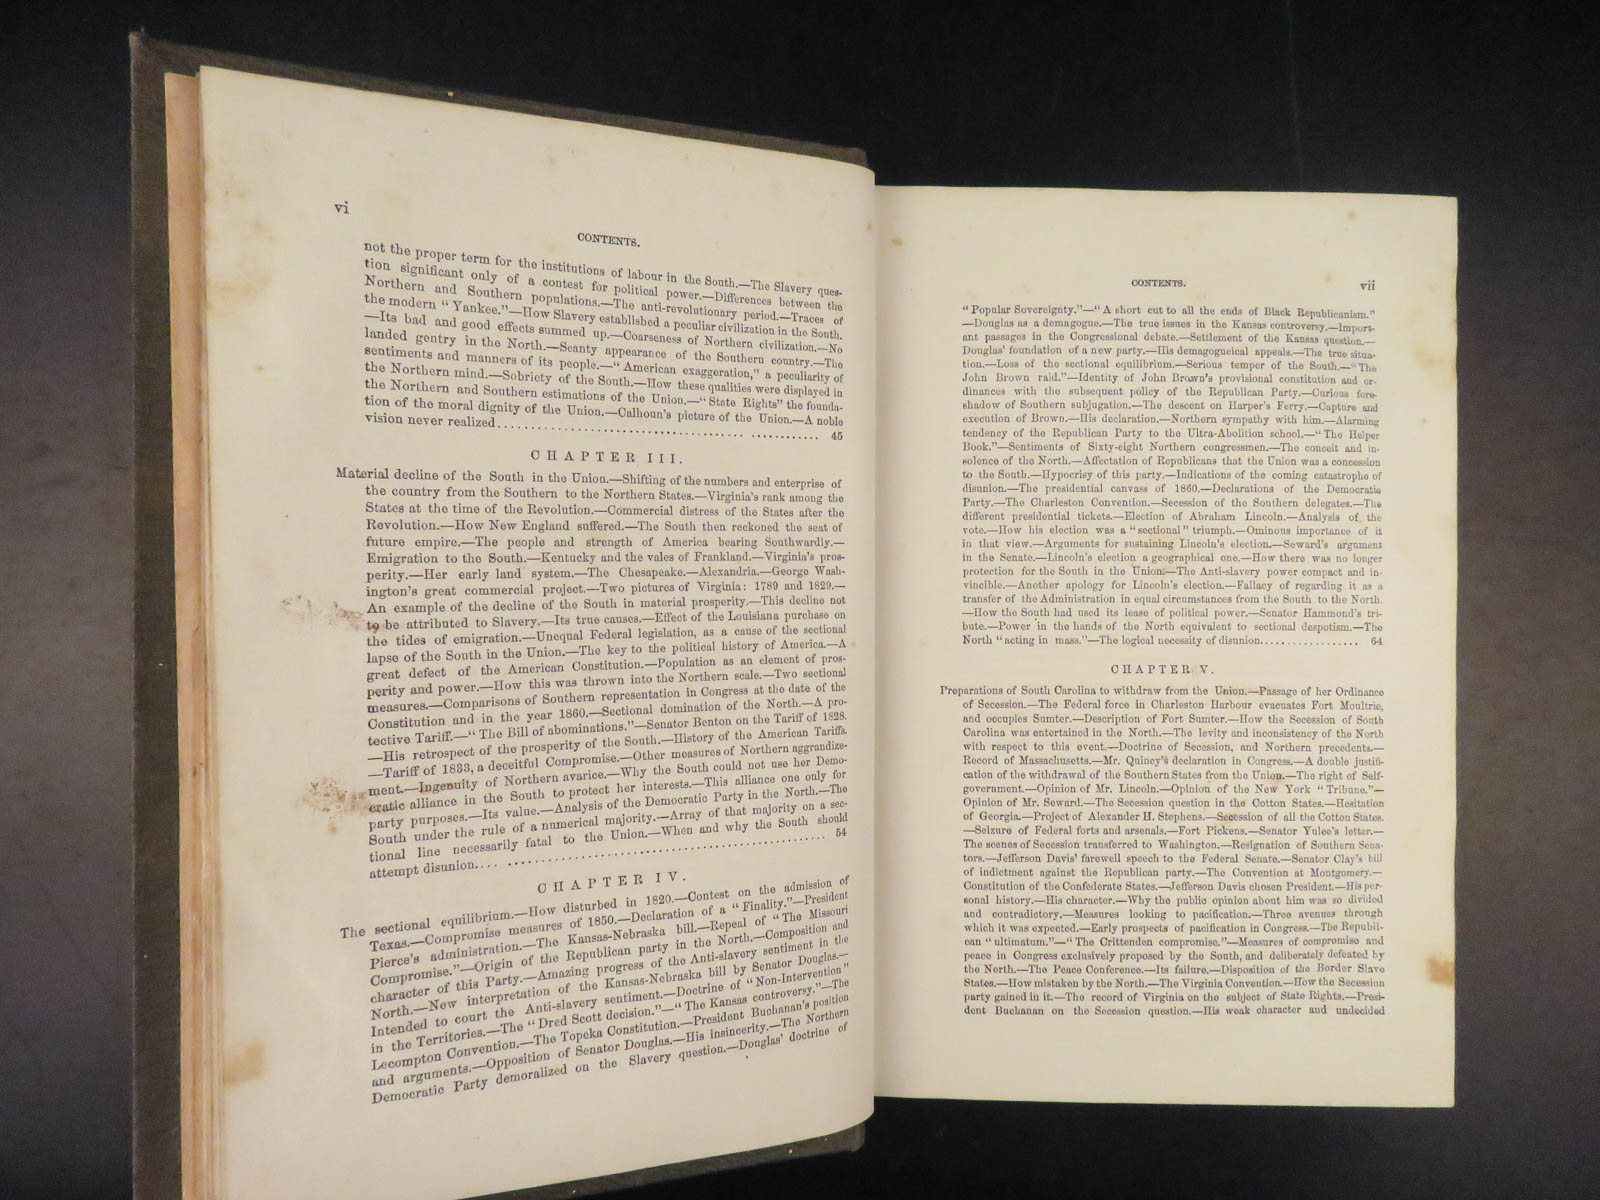 vi
CONTENTS.
not the proper term for the institutions of labour in the South.—The Slavery ques-
tion significant only of a contest for political power.—Differences between the
Northern and Southern populations.—The anti-revolutionary period.—Traces of
the modern “ Yankee.”—How Slavery established a peculiar civilization in the South.
—Its bad and good effects summed up.—Coarseness of Northern civilization.—No
landed gentry in the North.—Scanty appearance of the Southern country.—The
sentiments and manners of its people.—“ American exaggeration,” a peculiarity of
the Northern mind.—Sobriety of the South.—How these qualities were displayed in
the Northern and Southern estimations of the Union.—“ State Rights” the founda-
tion of the moral dignity of the Union.—Calhoun's picture of the Union.—A noble
vision never realized........................................ 45
CHAPTER III.
Material decline of the South in the Union.—Shifting of the numbers and enterprise of
the country from the Southern to the Northern States.—Virginia's rank among the
States at the time of the Revolution.—Commercial distress of the States after the
Revolution.—How New England suffered.—The South then reckoned the seat of
future empire.—The people and strength of America bearing Southwardly.—
Emigration to the South.—Kentucky and the vales of Frankland.—Virginia's pros-
perity.—Her early land system.—The Chesapeake.—Alexandria.—George Wash-
ington's great commercial project.—Two pictures of Virginia: 1789 and 1829.—
An example of the decline of the South in material prosperity.—This decline not
to be attributed to Slavery.—Its true causes.—Effect of the Louisiana purchase on
the tides of emigration.—Unequal Federal legislation, as a cause of the sectional
lapse of the South in the Union.—The key to the political history of America.—A
great defect of the American Constitution.—Population as an element of pros-
perity and power.—How this was thrown into the Northern scale.—Two sectional
measures.—Comparisons of Southern representation in Congress at the date of the
Constitution and in the year 1860.—Sectional domination of the North.—A pro-
tective Tariff.—“ The Bill of abominations.”—Senator Benton on the Tariff of 1828.
—His retrospect of the prosperity of the South.—History of the American Tariffs.
—Tariff of 1833, a deceitful Compromise.—Other measures of Northern aggrandize-
ment.—Ingenuity of Northern avarice.—Why the South could not use her Demo-
cratic alliance in the South to protect her interests.—This alliance one only for
party purposes.—Its value.—Analysis of the Democratic Party in the North.—The
South under the rule of a numerical majority.—Array of that majority on a sec-
tional line necessarily fatal to the Union.—When and why the South should
attempt disunion........................................ 54
CHAPTER IV.
The sectional equilibrium.—How disturbed in 1820.—Contest on the admission of
Texas.—Compromise measures of 1850.—Declaration of a “ Finality.”—President
Pierce's administration.—The Kansas-Nebraska bill.—Repeal of “ The Missouri
Compromise.”—Origin of the Republican party in the North.—Composition and
character of this Party.—Amazing progress of the Anti-slavery sentiment in the
North.—New interpretation of the Kansas-Nebraska bill by Senator Douglas.—
Intended to court the Anti-slavery sentiment.—Doctrine of “ Non-Intervention”
in the Territories.—The “ Dred Scott decision.”—“ The Kansas controversy.”—The
Lecompton Convention.—The Topeka Constitution.—President Buchanan's position
and arguments.—Opposition of Senator Douglas.—His insincerity.—The Northern
Democratic Party demoralized on the Slavery question.—Douglas' doctrine of
CONTENTS. vii
“ Popular Sovereignty.”—“ A short cut to all the ends of Black Republicanism.”
—Douglas as a demagogue.—The true issues in the Kansas controversy.—Import-
ant passages in the Congressional debate.—Settlement of the Kansas question.—
Douglas' foundation of a new party.—His demagogueical appeals.—The true situa-
tion.—Loss of the sectional equilibrium.—Serious temper of the South.—“ The
John Brown raid.”—Identity of John Brown's provisional constitution and or-
dinances with the subsequent policy of the Republican Party.—Curious fore-
shadow of Southern subjugation.—The descent on Harper's Ferry.—Capture and
execution of Brown.—His declaration.—Northern sympathy with him.—Alarming
tendency of the Republican Party to the Ultra-Abolition school.—“ The Helper
Book.”—Sentiments of Sixty-eight Northern congressmen.—The conceit and in-
solence of the North.—Affectation of Republicans that the Union was a concession
to the South.—Hypocrisy of this party.—Indications of the coming catastrophe of
disunion.—The presidential canvass of 1860.—Declarations of the Democratic
Party.—The Charleston Convention.—Secession of the Southern delegates.—The
different presidential tickets.—Election of Abraham Lincoln.—Analysis of the
vote.—How his election was a “ sectional” triumph.—Ominous importance of it
in that view.—Arguments for sustaining Lincoln's election.—Seward's argument
in the Senate.—Lincoln's election a geographical one.—How there was no longer
protection for the South in the Union.—The Anti-slavery power compact and in-
vincible.—Another apology for Lincoln's election.—Fallacy of regarding it as a
transfer of the Administration in equal circumstances from the South to the North.
—How the South had used its lease of political power.—Senator Hammond's tri-
bute.—Power in the hands of the North equivalent to sectional despotism.—The
North “ acting in mass.”—The logical necessity of disunion.................. 64
CHAPTER V.
Preparations of South Carolina to withdraw from the Union.—Passage of her Ordinance
of Secession.—The Federal force in Charleston Harbour evacuates Fort Moultrie,
and occupies Sumter.—Description of Fort Sumter.—How the Secession of South
Carolina was entertained in the North.—The levity and inconsistency of the North
with respect to this event.—Doctrine of Secession, and Northern precedents.—
Record of Massachusetts.—Mr. Quincy's declaration in Congress.—A double justifi-
cation of the withdrawal of the Southern States from the Union.—The right of Self-
government.—Opinion of Mr. Lincoln.—Opinion of the New York “ Tribune.”—
Opinion of Mr. Seward.—The Secession question in the Cotton States.—Hesitation
of Georgia.—Project of Alexander H. Stephens.—Secession of all the Cotton States.
—Seizure of Federal forts and arsenals.—Fort Pickens.—Senator Yulee's letter.—
The scenes of Secession transferred to Washington.—Resignation of Southern Sena-
tors.—Jefferson Davis' farewell speech to the Federal Senate.—Senator Clay's bill
of indictment against the Republican party.—The Convention at Montgomery.—
Constitution of the Confederate States.—Jefferson Davis chosen President.—His per-
sonal history.—His character.—Why the public opinion about him was so divided
and contradictory.—Measures looking to pacification.—Three avenues through
which it was expected.—Early prospects of pacification in Congress.—The Republi-
can “ ultimatum.”—“ The Crittenden compromise.”—Measures of compromise and
peace in Congress exclusively proposed by the South, and deliberately defeated by
the North.—The Peace Conference.—Its failure.—Disposition of the Border Slave
States.—How mistaken by the North.—The Virginia Convention.—How the Secession
party gained in it.—The record of Virginia on the subject of State Rights.—Presi-
dent Buchanan on the Secession question.—His weak character and undecided